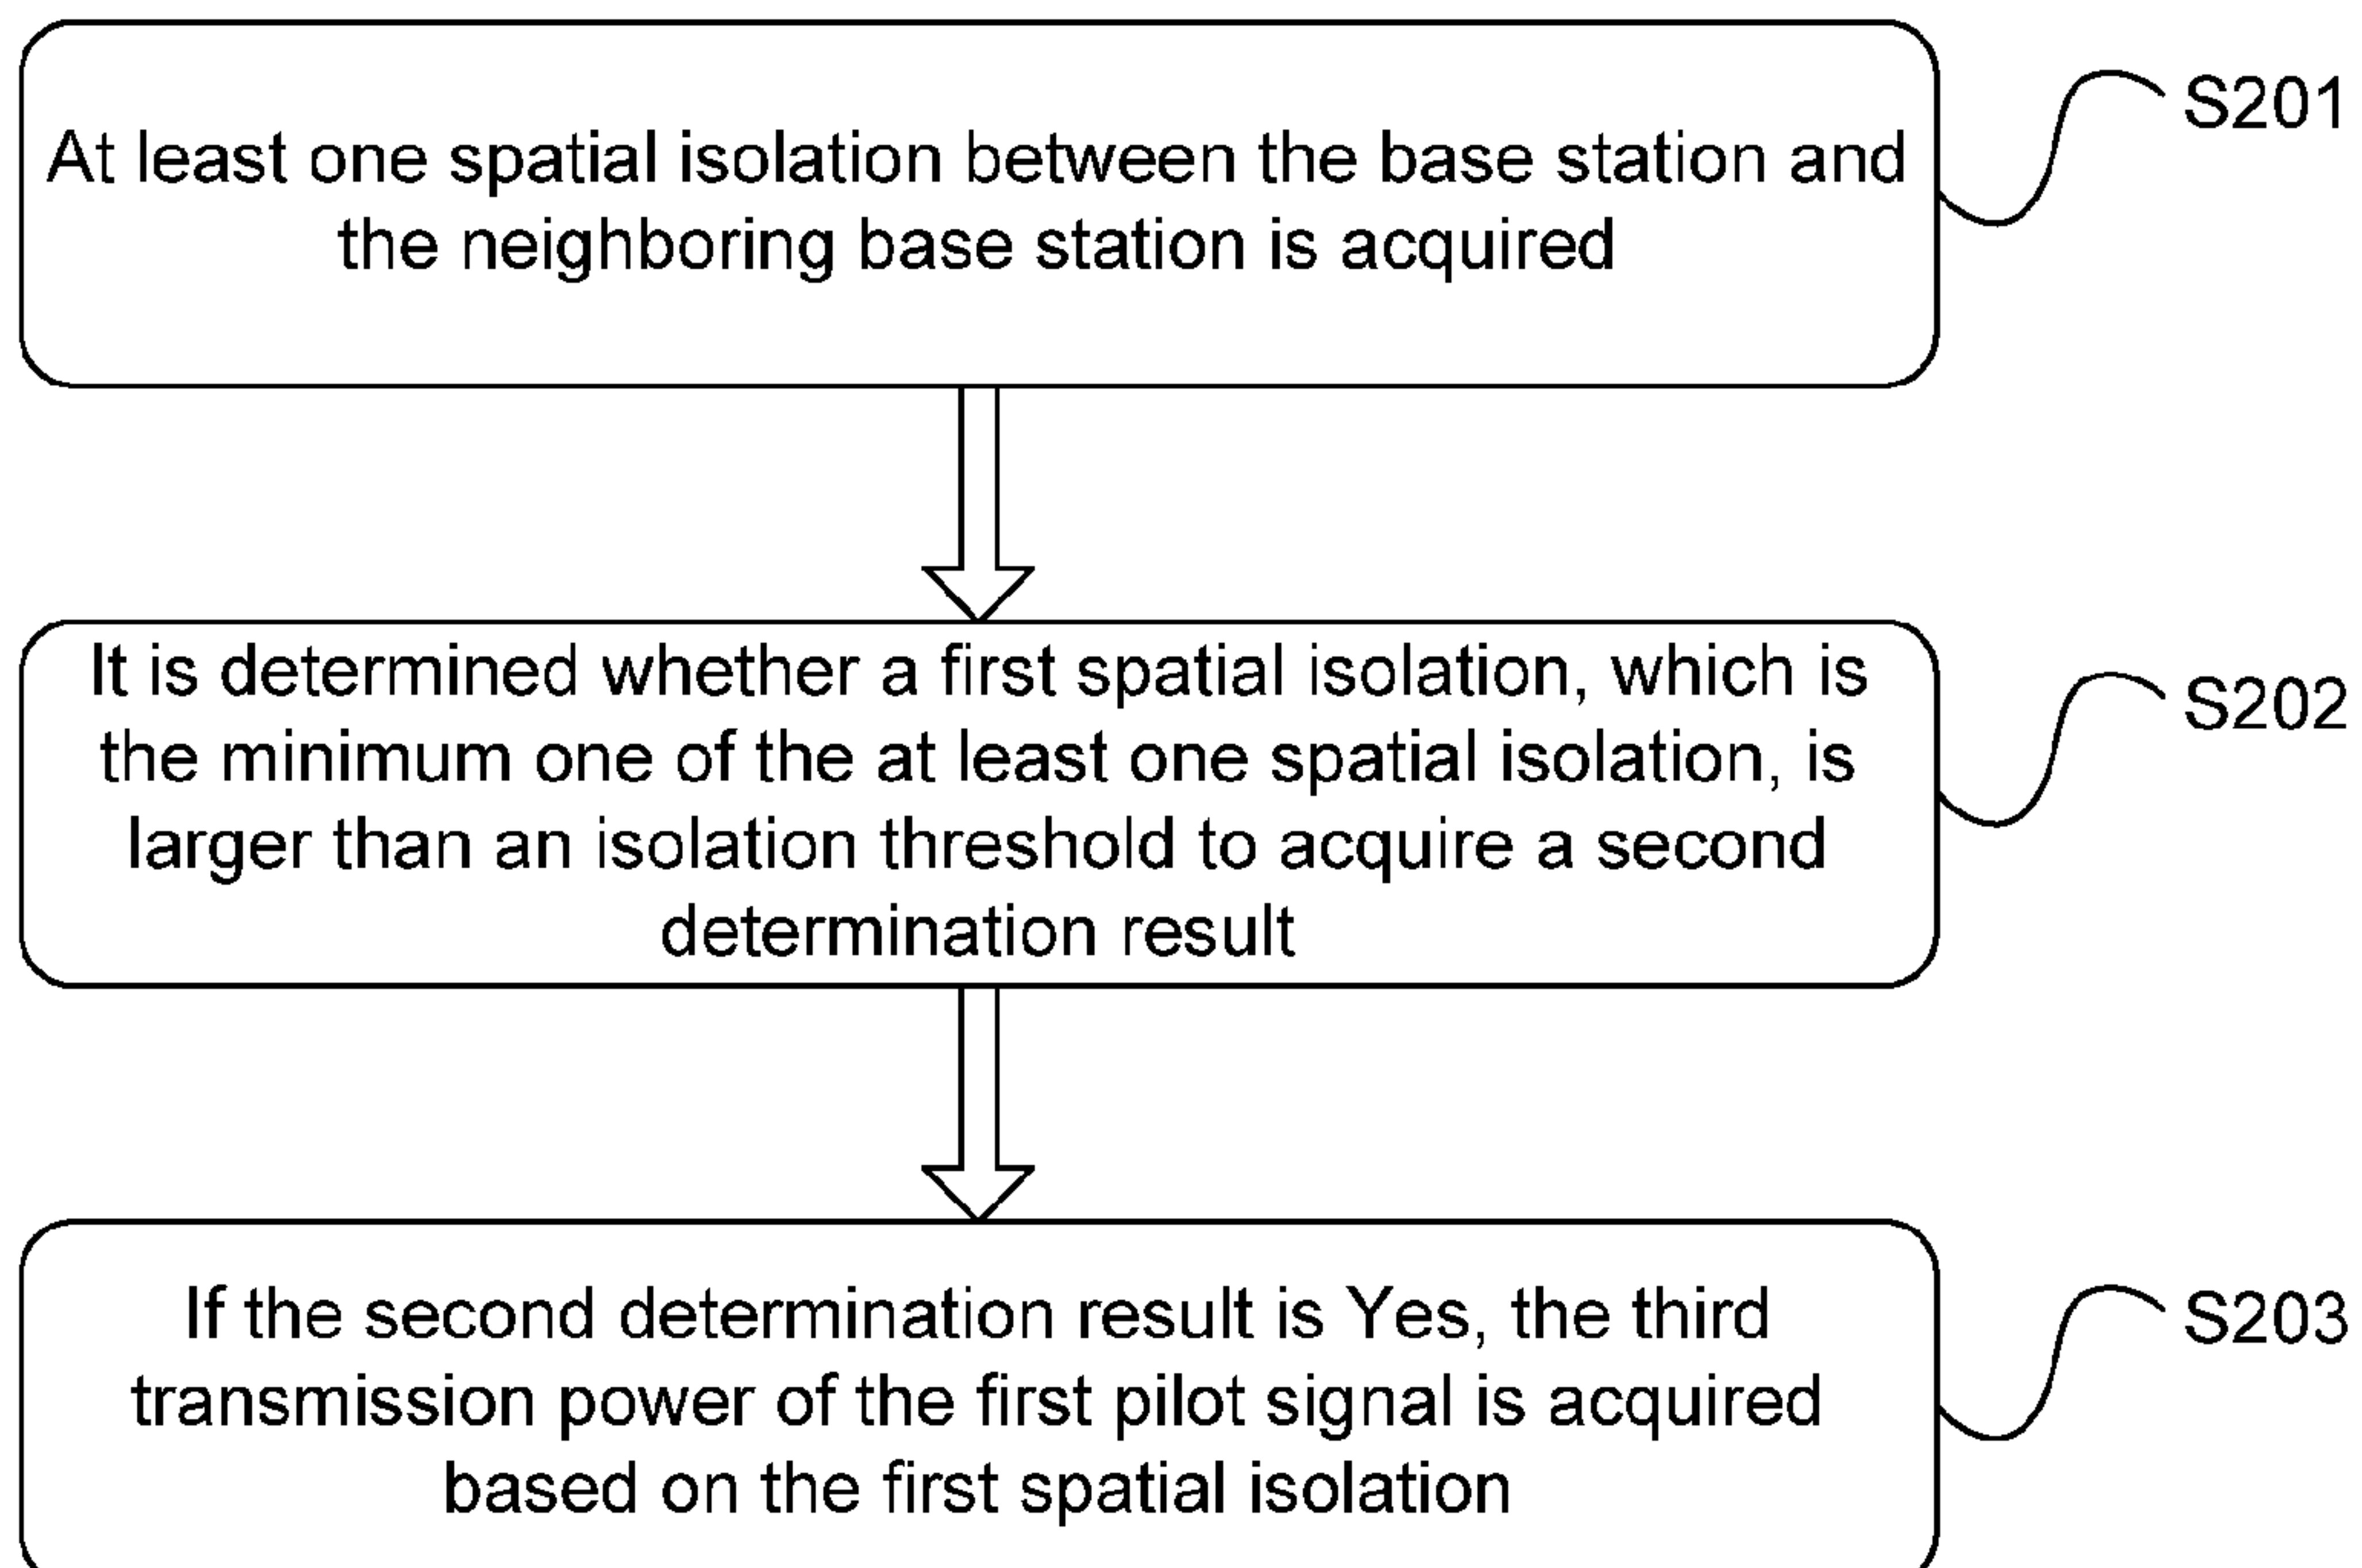 At least one spatial isolation between the base station and
the neighboring base station is acquired
S201
It is determined whether a first spatial isolation, which is
the minimum one of the at least one spatial isolation, is
larger than an isolation threshold to acquire a second
determination result
S202
If the second determination result is Yes, the third
transmission power of the first pilot signal is acquired
based on the first spatial isolation
S203